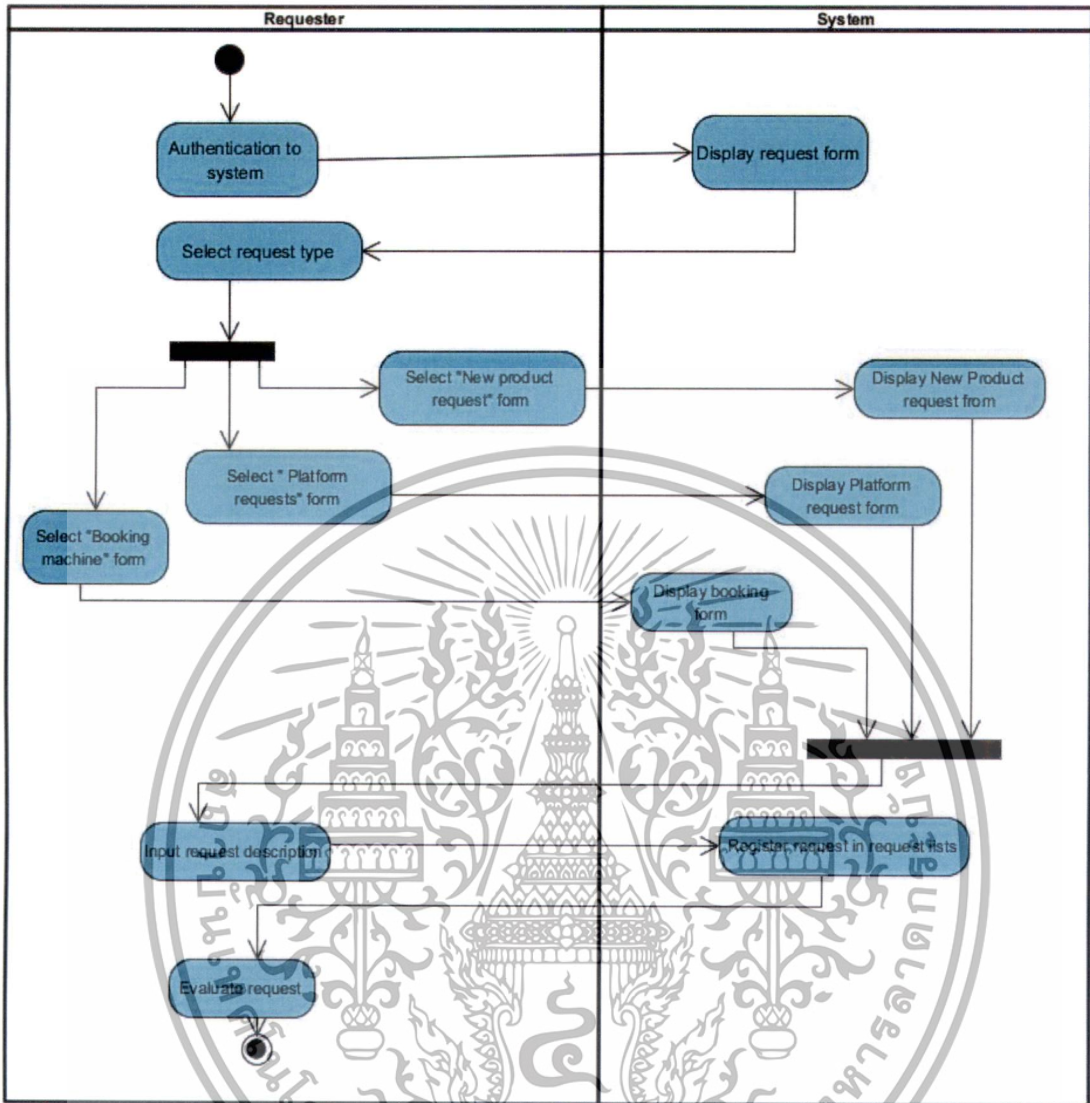 Requester
System
Authentication to
system
Display request form
Select request type
Select "New product
request" form
Display New Product
request from
Select " Platform
requests" form
Display Platform
request form
Select "Booking
machine" form
Display booking
form
Input request description
Register request in request lists
Evaluate request